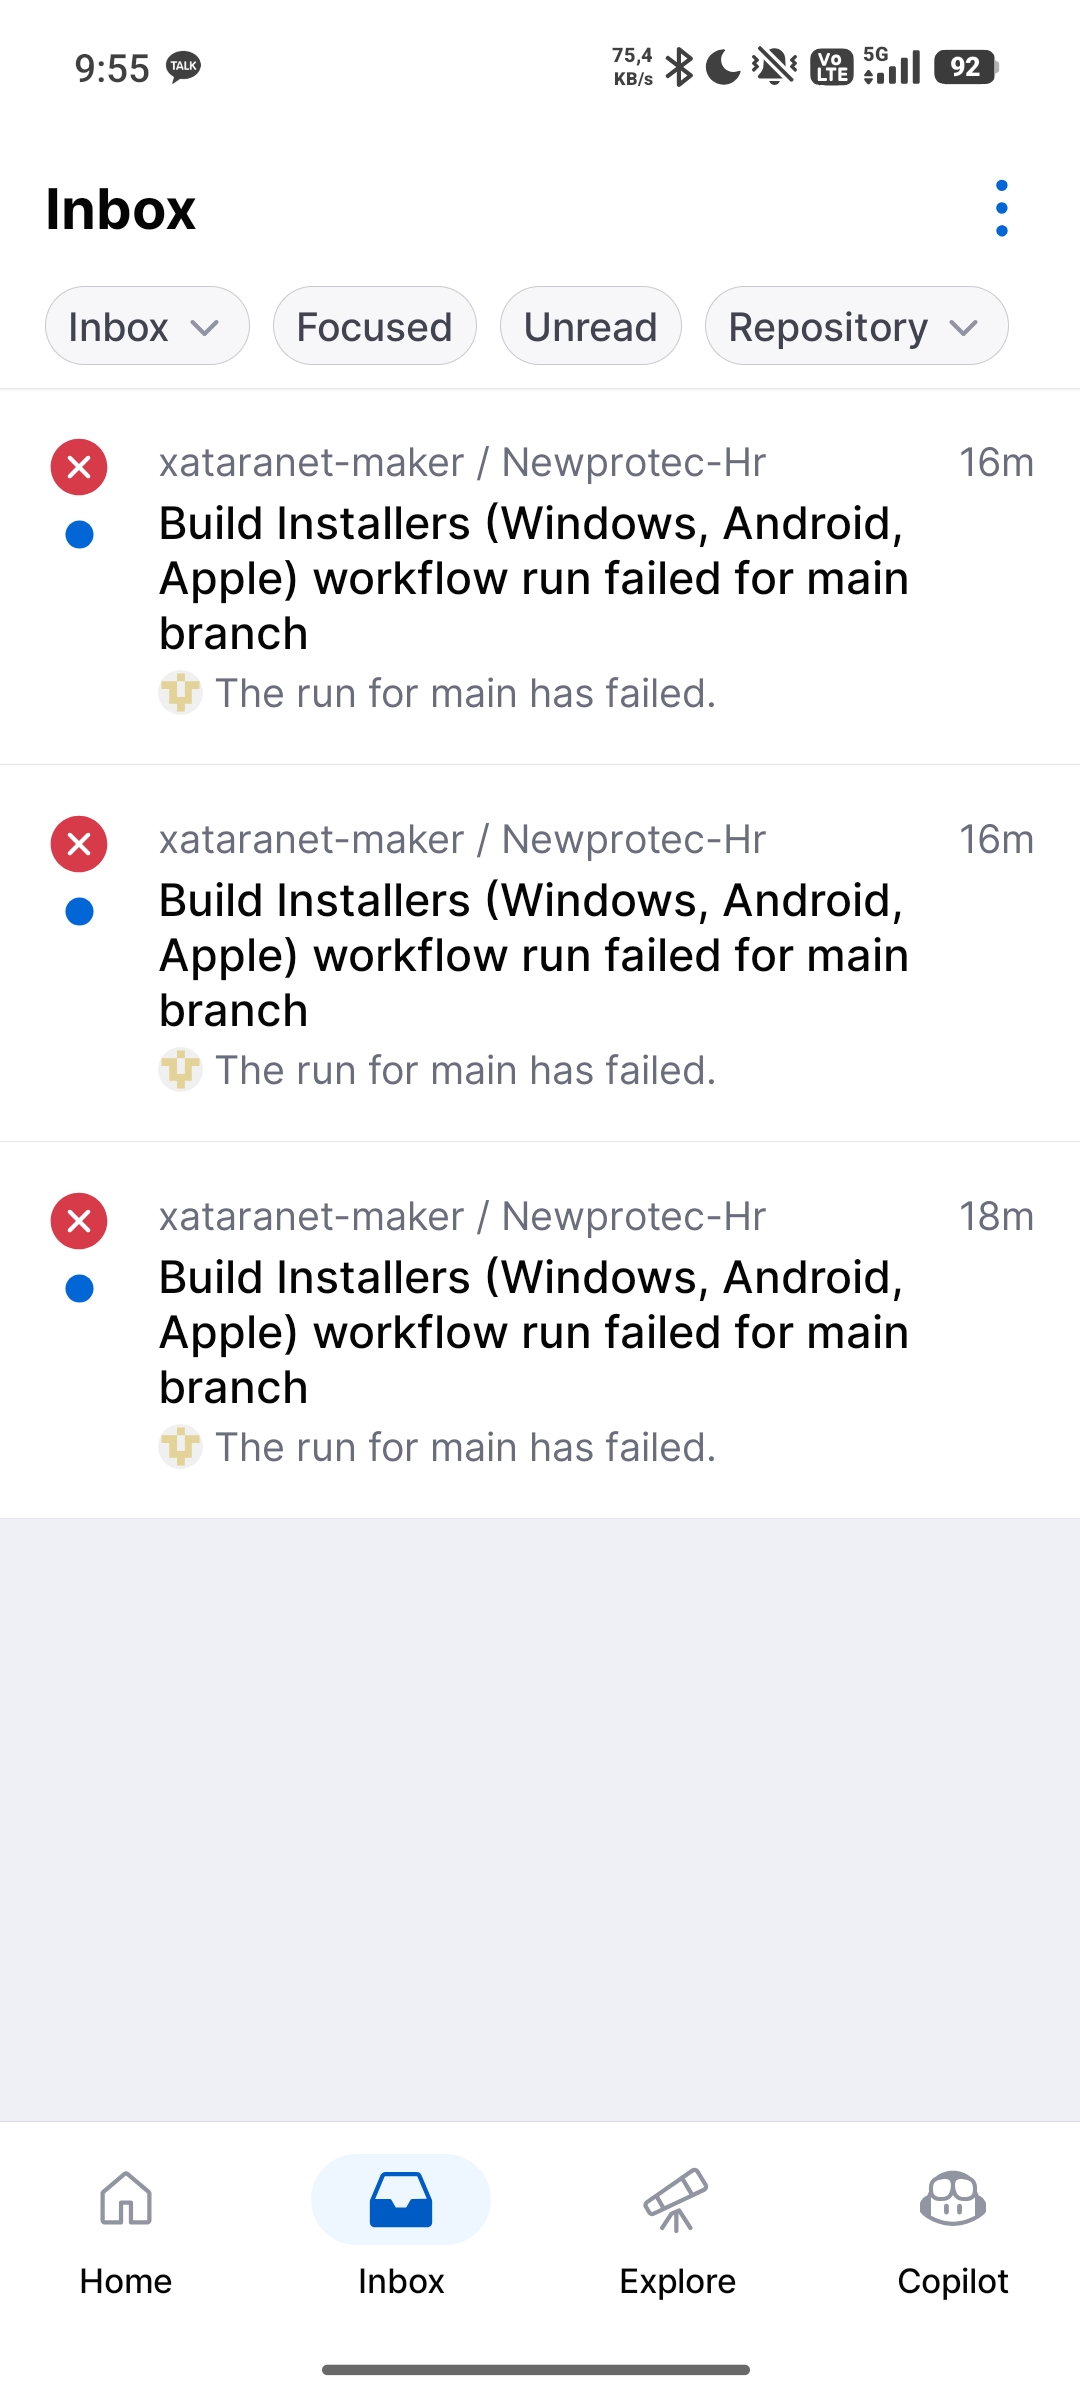 9:55 TALK 75,4 KB/s Vo LTE 5G 92
Inbox
Inbox Focused Unread Repository
xataranet-maker / Newprotec-Hr 16m
Build Installers (Windows, Android,
Apple) workflow run failed for main
branch
The run for main has failed.
xataranet-maker / Newprotec-Hr 16m
Build Installers (Windows, Android,
Apple) workflow run failed for main
branch
The run for main has failed.
xataranet-maker / Newprotec-Hr 18m
Build Installers (Windows, Android,
Apple) workflow run failed for main
branch
The run for main has failed.
Home Inbox Explore Copilot